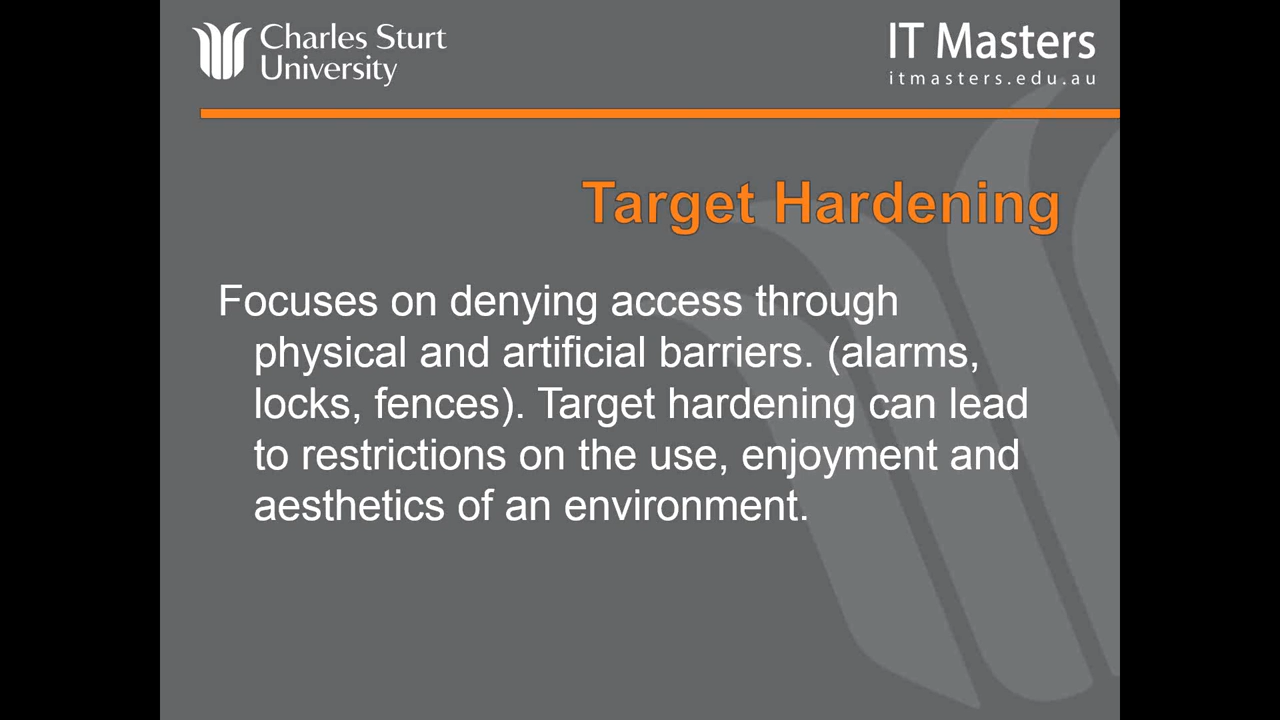 Charles Sturt
University
IT Masters
itmasters.edu.au
Target Hardening
Focuses on denying access through
physical and artificial barriers. (alarms,
locks, fences). Target hardening can lead
to restrictions on the use, enjoyment and
aesthetics of an environment.